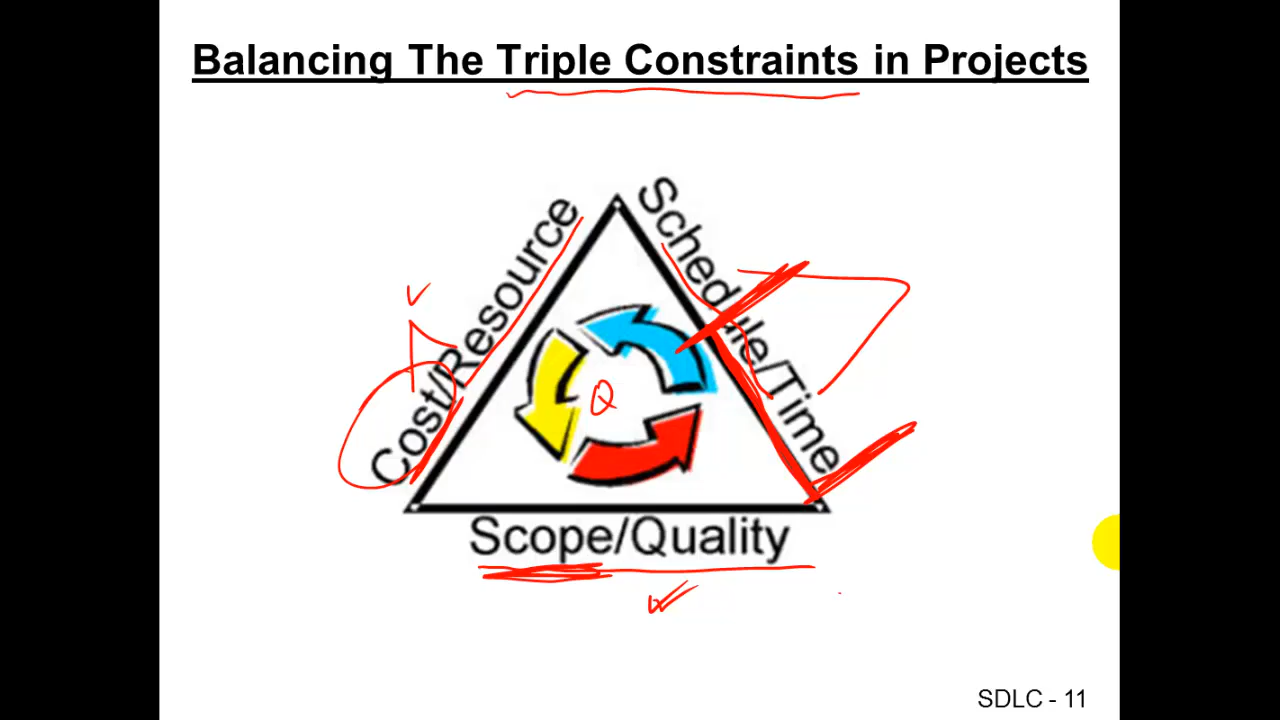 Balancing The Triple Constraints in Projects
Cost/Resource
Schedule/Time
Q
Scope/Quality
SDLC - 11